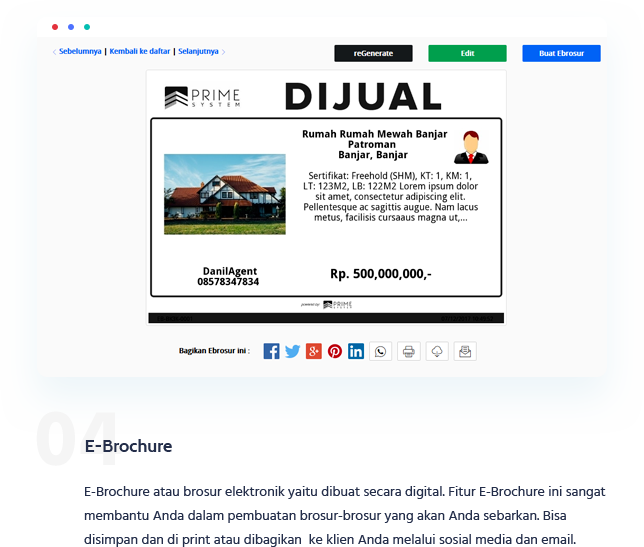 Sebelumnya | Kembali ke daftar | Selanjutnya
reGenerate
Edit
Buat Ebrosur
PRIME
SYSTEM
DIJUAL
Rumah Rumah Mewah Banjar
Patroman
Banjar, Banjar
Sertifikat: Freehold (SHM), KT: 1, KM: 1,
LT: 123M2, LB: 122M2 Lorem ipsum dolor
sit amet, consectetur adipiscing elit.
Pellentesque ac sagittis augue. Nam lacus
metus, facilisis cursaaus magna ut,...
DanilAgent
08578347834
Rp. 500,000,000,-
powered by: PRIME
SYSTEM
Bagikan Ebrosur ini :
04
E-Brochure
E-Brochure atau brosur elektronik yaitu dibuat secara digital. Fitur E-Brochure ini sangat
membantu Anda dalam pembuatan brosur-brosur yang akan Anda sebarkan. Bisa
disimpan dan di print atau dibagikan ke klien Anda melalui sosial media dan email.